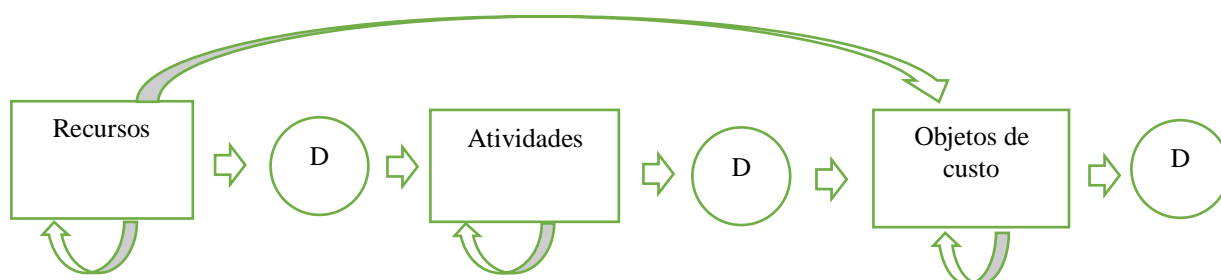 Recursos
D
Atividades
D
Objetos de
custo
D